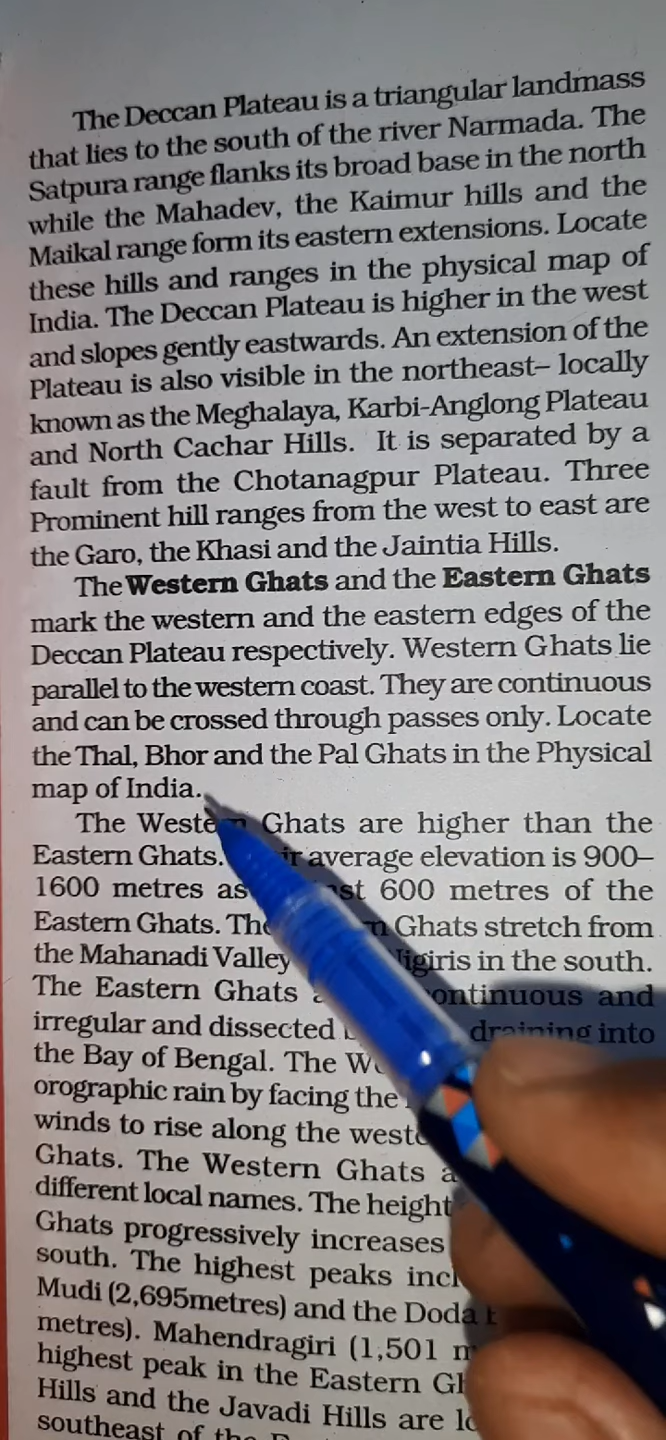 The Deccan Plateau is a triangular landmass
that lies to the south of the river Narmada. The
Satpura range flanks its broad base in the north
while the Mahadev, the Kaimur hills and the
Maikal range form its eastern extensions. Locate
these hills and ranges in the physical map of
India. The Deccan Plateau is higher in the west
and slopes gently eastwards. An extension of the
Plateau is also visible in the northeast– locally
known as the Meghalaya, Karbi-Anglong Plateau
and North Cachar Hills. It is separated by a
fault from the Chotanagpur Plateau. Three
Prominent hill ranges from the west to east are
the Garo, the Khasi and the Jaintia Hills.
The Western Ghats and the Eastern Ghats
mark the western and the eastern edges of the
Deccan Plateau respectively. Western Ghats lie
parallel to the western coast. They are continuous
and can be crossed through passes only. Locate
the Thal, Bhor and the Pal Ghats in the Physical
map of India.
The Western Ghats are higher than the
Eastern Ghats. average elevation is 900–
1600 metres as 600 metres of the
Eastern Ghats. Ghats stretch from
the Mahanadi Valley in the south.
The Eastern Ghats and
irregular and dissected draining into
the Bay of Bengal. The
orographic rain by facing the
winds to rise along the
Ghats. The Western Ghats
different local names. The height
Ghats progressively increases
south. The highest peaks
Mudi (2,695metres) and the Doda
metres). Mahendragiri (1,501
highest peak in the Eastern
Hills and the Javadi Hills are
southeast of the